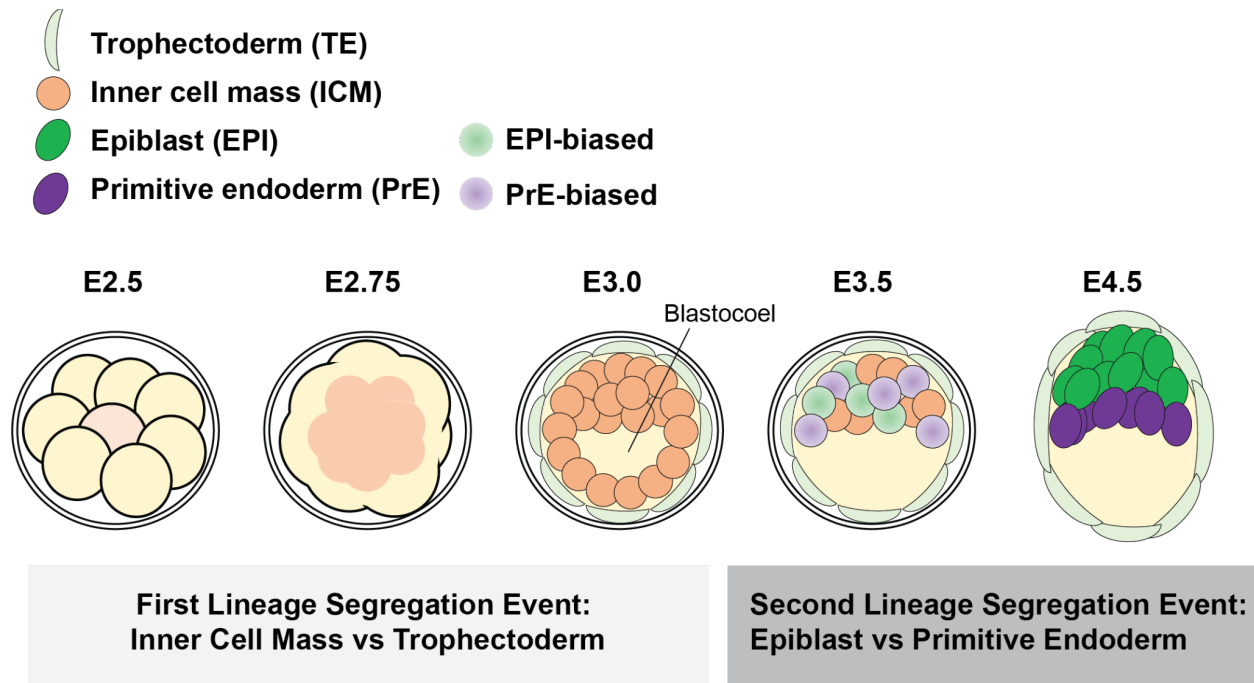 Trophectoderm (TE)
Inner cell mass (ICM)
Epiblast (EPI)
EPI-biased
Primitive endoderm (PrE)
PrE-biased
E2.5
E2.75
E3.0
E3.5
E4.5
Blastocoel
First Lineage Segregation Event:
Inner Cell Mass vs Trophectoderm
Second Lineage Segregation Event:
Epiblast vs Primitive Endoderm